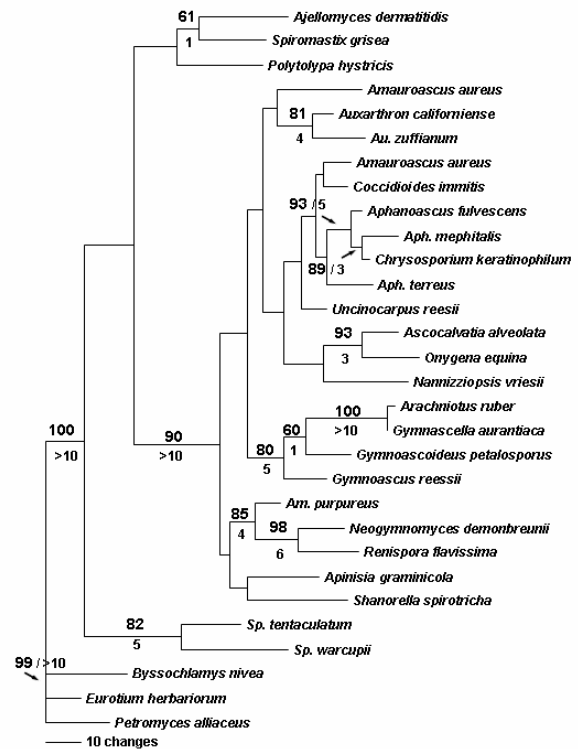 61
Ajellomyces dermatitidis
1
Spiromastix grisea
Polytolypa hystricis
Amauroascus aureus
81
Auxarthron californiense
4
Au. zuffianum
Amauroascus aureus
Coccidioides immitis
93 / 5
Aphanoascus fulvescens
Aph. mephitalis
Chrysosporium keratinophilum
89 / 3
Aph. terreus
Uncinocarpus reesii
93
Ascocalvatia alveolata
3
Onygena equina
Nannizziopsis vriesii
100
Arachniotus ruber
>10
60
Gymnascella aurantiaca
100
90
80
1
Gymnoascoideus petalosporus
>10
>10
5
Gymnoascus reessii
85
Am. purpureus
4
98
Neogymnomyces demonbreunii
6
Renispora flavissima
Apinisia graminicola
Shanorella spirotricha
82
Sp. tentaculatum
5
Sp. warcupii
99 / >10
Byssochlamys nivea
Eurotium herbariorum
Petromyces alliaceus
10 changes